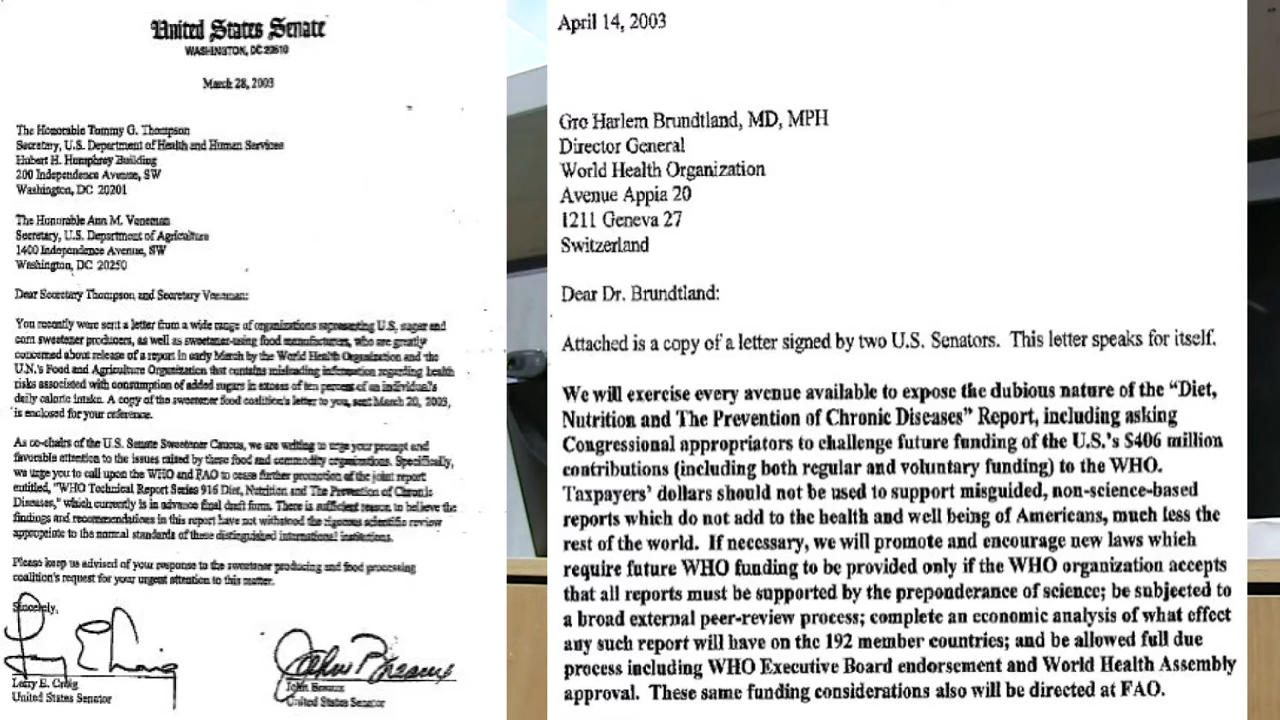 United States Senate
WASHINGTON, DC 20510
March 28, 2003
The Honorable Tommy G. Thompson
Secretary, U.S. Department of Health and Human Services
Hubert H. Humphrey Building
200 Independence Avenue, SW
Washington, DC 20201
The Honorable Ann M. Veneman
Secretary, U.S. Department of Agriculture
1400 Independence Avenue, SW
Washington, DC 20250
Dear Secretary Thompson and Secretary Veneman:
You recently were sent a letter from a wide range of organizations representing U.S. sugar and
corn sweetener producers, as well as sweetener-using food manufacturers, who are greatly
concerned about release of a report in early March by the World Health Organization and the
U.N.'s Food and Agriculture Organization that contains misleading information regarding health
risks associated with consumption of added sugars in excess of ten percent of an individual's
daily caloric intake. A copy of the sweetener food coalition's letter to you, sent March 20, 2003,
is enclosed for your reference.
As co-chairs of the U.S. Senate Sweetener Caucus, we are writing to urge your prompt and
favorable attention to the issues raised by these food and commodity organizations. Specifically,
we urge you to call upon the WHO and FAO to cease further promotion of the joint report
entitled, "WHO Technical Report Series 916 Diet, Nutrition and The Prevention of Chronic
Diseases," which currently is in advance final draft form. There is sufficient reason to believe the
findings and recommendations in this report have not withstood the rigorous scientific review
appropriate to the normal standards of these distinguished international institutions.
Please keep us advised of your response to the sweetener producing and food processing
coalition's request for your urgent attention to this matter.
Sincerely,
Larry E. Craig
United States Senator
John Breaux
United States Senator
April 14, 2003
Gro Harlem Brundtland, MD, MPH
Director General
World Health Organization
Avenue Appia 20
1211 Geneva 27
Switzerland
Dear Dr. Brundtland:
Attached is a copy of a letter signed by two U.S. Senators. This letter speaks for itself.
We will exercise every avenue available to expose the dubious nature of the "Diet,
Nutrition and The Prevention of Chronic Diseases" Report, including asking
Congressional appropriators to challenge future funding of the U.S.'s $406 million
contributions (including both regular and voluntary funding) to the WHO.
Taxpayers' dollars should not be used to support misguided, non-science-based
reports which do not add to the health and well being of Americans, much less the
rest of the world. If necessary, we will promote and encourage new laws which
require future WHO funding to be provided only if the WHO organization accepts
that all reports must be supported by the preponderance of science; be subjected to
a broad external peer-review process; complete an economic analysis of what effect
any such report will have on the 192 member countries; and be allowed full due
process including WHO Executive Board endorsement and World Health Assembly
approval. These same funding considerations also will be directed at FAO.